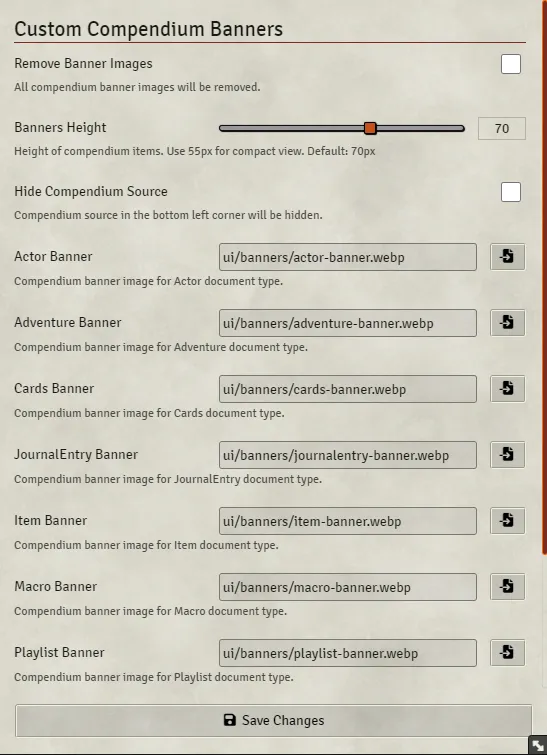 Custom Compendium Banners
Remove Banner Images
All compendium banner images will be removed.
Banners Height
70
Height of compendium items. Use 55px for compact view. Default: 70px
Hide Compendium Source
Compendium source in the bottom left corner will be hidden.
Actor Banner
ui/banners/actor-banner.webp
Compendium banner image for Actor document type.
Adventure Banner
ui/banners/adventure-banner.webp
Compendium banner image for Adventure document type.
Cards Banner
ui/banners/cards-banner.webp
Compendium banner image for Cards document type.
JournalEntry Banner
ui/banners/journalentry-banner.webp
Compendium banner image for JournalEntry document type.
Item Banner
ui/banners/item-banner.webp
Compendium banner image for Item document type.
Macro Banner
ui/banners/macro-banner.webp
Compendium banner image for Macro document type.
Playlist Banner
ui/banners/playlist-banner.webp
Compendium banner image for Playlist document type.
Save Changes